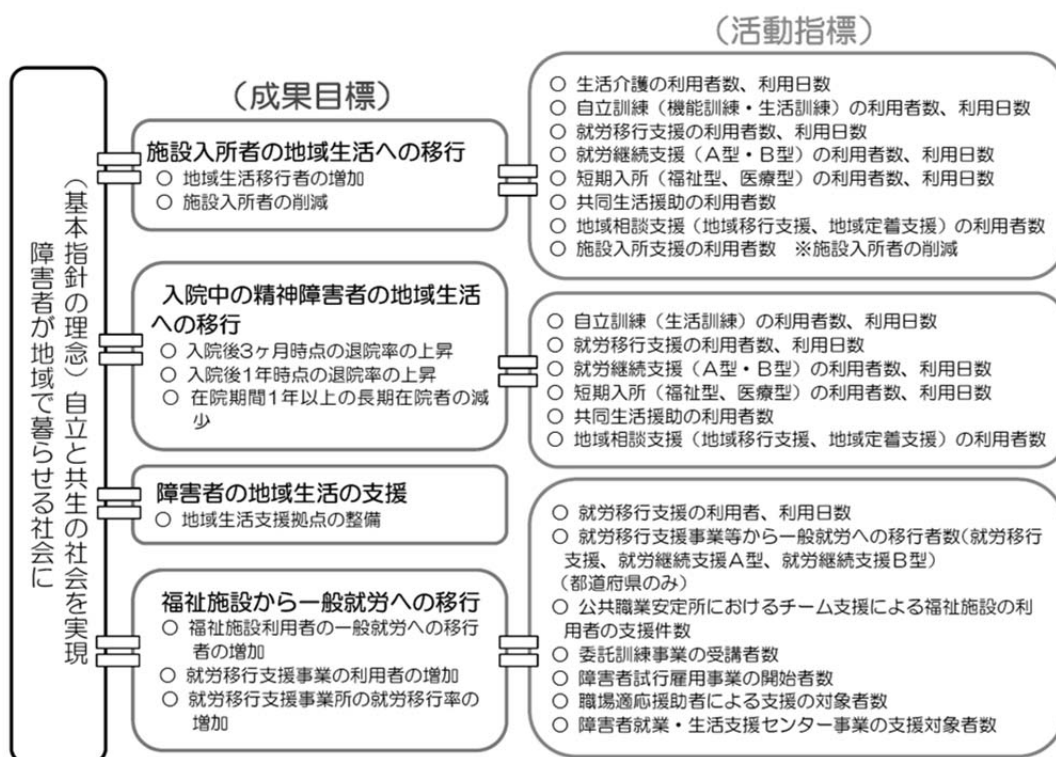 (基本指針の理念)自立と共生の社会を実現
障害者が地域で暮らせる社会に
(成果目標)
施設入所者の地域生活への移行
○ 地域生活移行者の増加
○ 施設入所者の削減
入院中の精神障害者の地域生活
への移行
○ 入院後3ヶ月時点の退院率の上昇
○ 入院後1年時点の退院率の上昇
○ 在院期間1年以上の長期在院者の減
少
障害者の地域生活の支援
○ 地域生活支援拠点の整備
福祉施設から一般就労への移行
○ 福祉施設利用者の一般就労への移行
者の増加
○ 就労移行支援事業の利用者の増加
○ 就労移行支援事業所の就労移行率の
増加
(活動指標)
○ 生活介護の利用者数、利用日数
○ 自立訓練(機能訓練・生活訓練)の利用者数、利用日数
○ 就労移行支援の利用者数、利用日数
○ 就労継続支援(A型・B型)の利用者数、利用日数
○ 短期入所(福祉型、医療型)の利用者数、利用日数
○ 共同生活援助の利用者数
○ 地域相談支援(地域移行支援、地域定着支援)の利用者数
○ 施設入所支援の利用者数 ※施設入所者の削減
○ 自立訓練(生活訓練)の利用者数、利用日数
○ 就労移行支援の利用者数、利用日数
○ 就労継続支援(A型・B型)の利用者数、利用日数
○ 短期入所(福祉型、医療型)の利用者数、利用日数
○ 共同生活援助の利用者数
○ 地域相談支援(地域移行支援、地域定着支援)の利用者数
○ 就労移行支援の利用者、利用日数
○ 就労移行支援事業等から一般就労への移行者数(就労移行
支援、就労継続支援A型、就労継続支援B型)
(都道府県のみ)
○ 公共職業安定所におけるチーム支援による福祉施設の利
用者の支援件数
○ 委託訓練事業の受講者数
○ 障害者試行雇用事業の開始者数
○ 職場適応援助者による支援の対象者数
○ 障害者就業・生活支援センター事業の支援対象者数